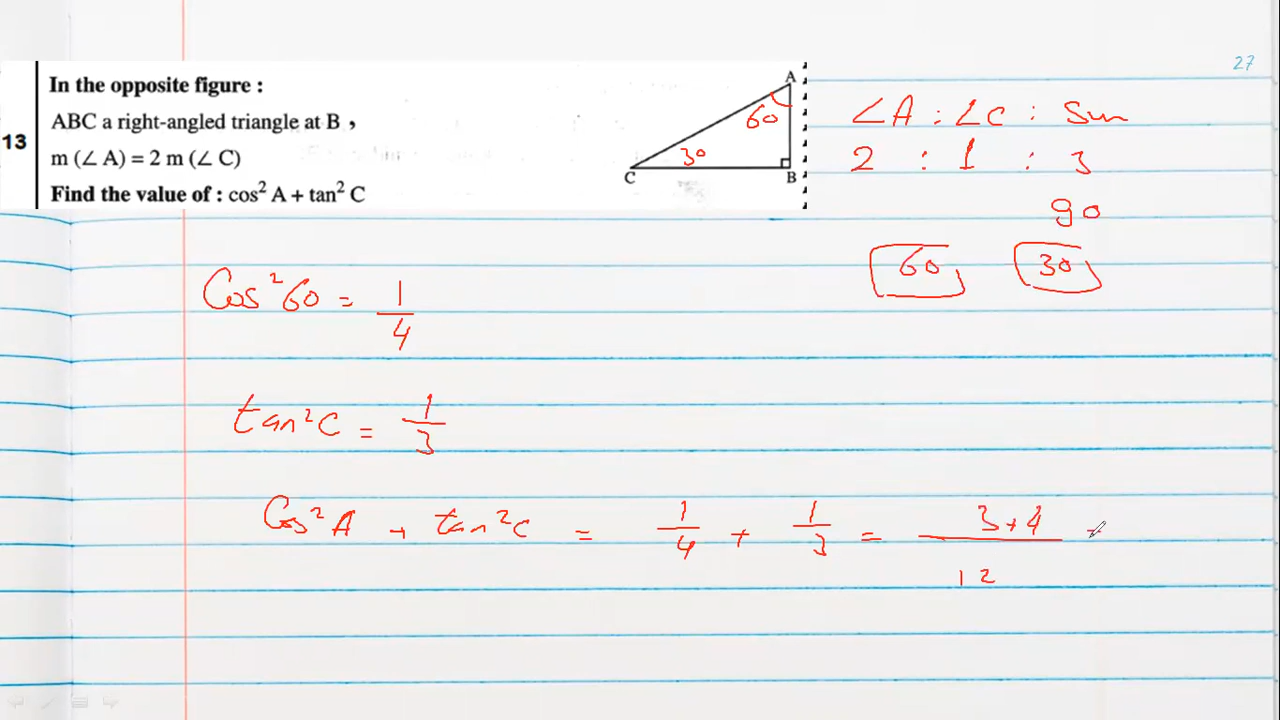 27
In the opposite figure :
ABC a right-angled triangle at B ,
13
m (∠ A) = 2 m (∠ C)
Find the value of : cos² A + tan² C
A
60
30
C
B
∠A : ∠C : Sum
2 : 1 : 3
90
60 30
Cos²60 = 1/4
tan²C = 1/3
Cos²A + tan²C = 1/4 + 1/3 = 3+4/12 =